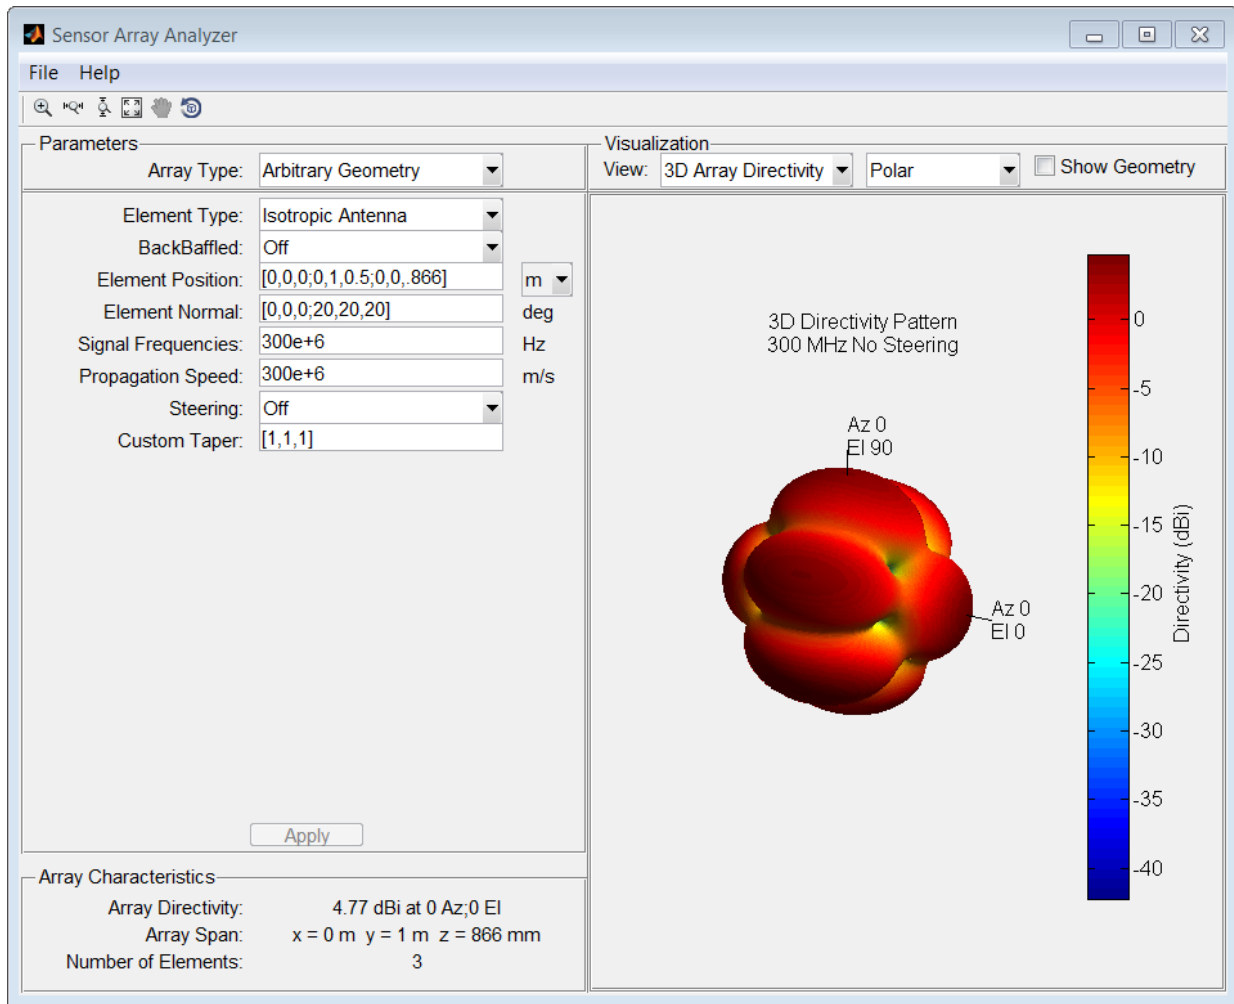 Sensor Array Analyzer
File Help
Parameters
Array Type: Arbitrary Geometry
Element Type: Isotropic Antenna
BackBaffled: Off
Element Position: [0,0,0;0,1,0.5;0,0,.866] m
Element Normal: [0,0,0;20,20,20] deg
Signal Frequencies: 300e+6 Hz
Propagation Speed: 300e+6 m/s
Steering: Off
Custom Taper: [1,1,1]
Apply
Array Characteristics
Array Directivity: 4.77 dBi at 0 Az;0 El
Array Span: x = 0 m y = 1 m z = 866 mm
Number of Elements: 3
Visualization
View: 3D Array Directivity Polar Show Geometry
3D Directivity Pattern
300 MHz No Steering
Az 0
El 90
Az 0
El 0
0
-5
-10
-15
-20
-25
-30
-35
-40
Directivity (dBi)